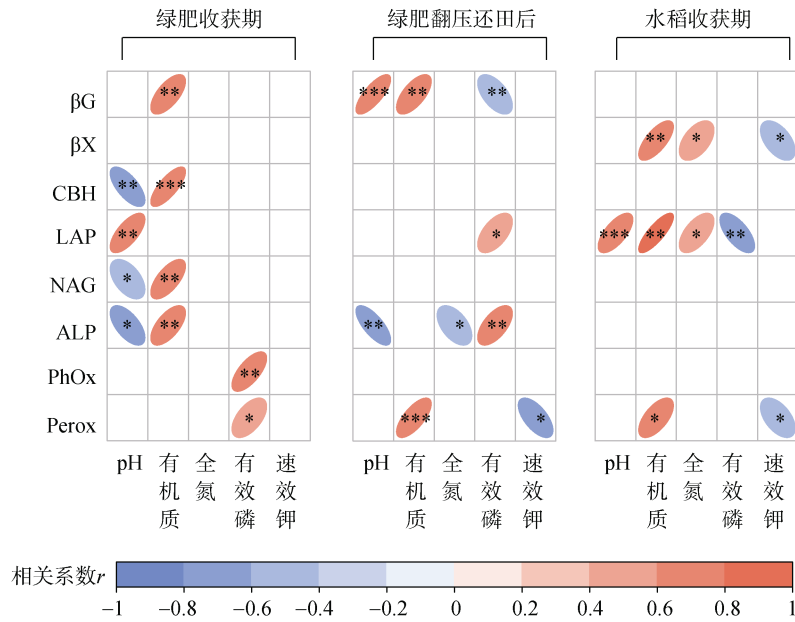 绿肥收获期 绿肥翻压还田后 水稻收获期
βG ** *** ** **
βX ** * *
CBH ** ***
LAP ** * *** ** * **
NAG * **
ALP * ** ** * **
PhOx **
Perox * *** * * *
pH 有机质 全氮 有效磷 速效钾 pH 有机质 全氮 有效磷 速效钾 pH 有机质 全氮 有效磷 速效钾
相关系数r
−1 −0.8 −0.6 −0.4 −0.2 0 0.2 0.4 0.6 0.8 1